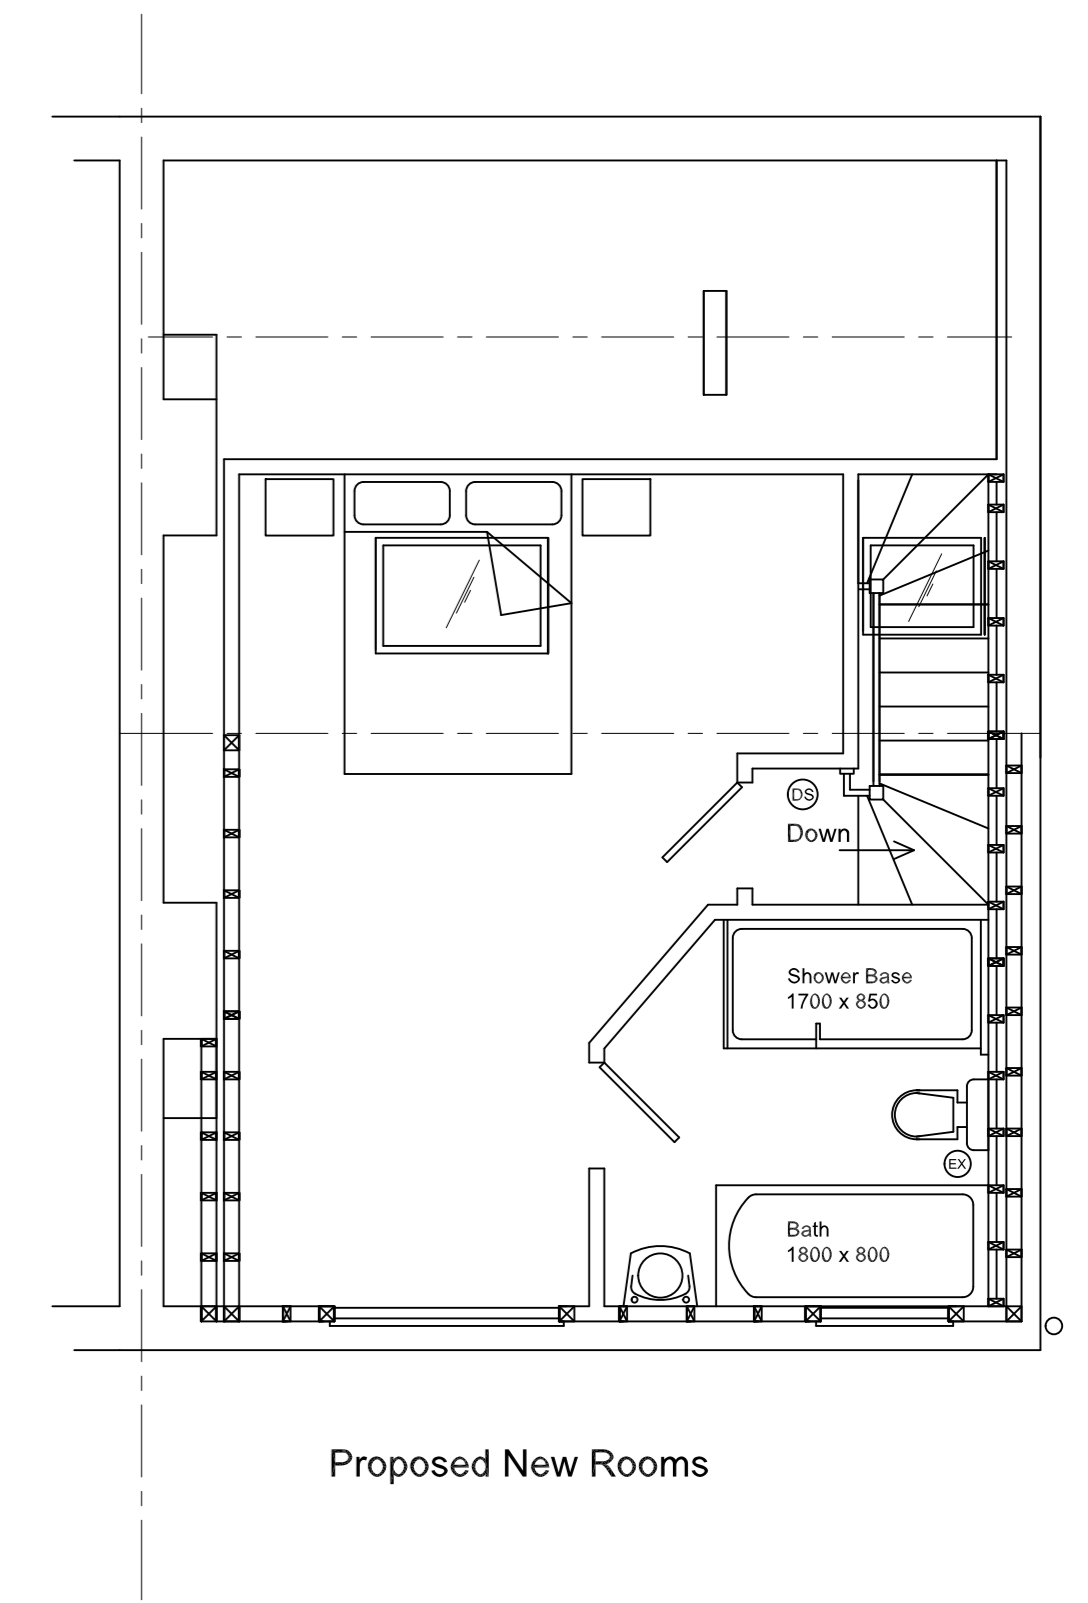 DS
Down
Shower Base
1700 x 850
EX
Bath
1800 x 800
Proposed New Rooms